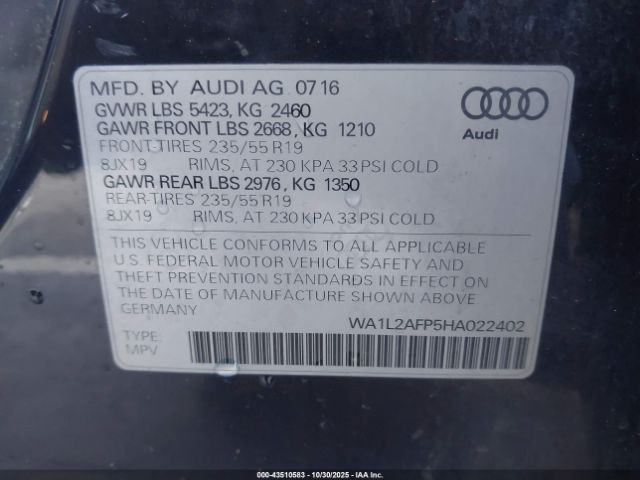 MFD. BY AUDI AG 0716
GVWR LBS 5423, KG 2460
GAWR FRONT LBS 2668, KG 1210
FRONT-TIRES 235/55 R19
8JX19 RIMS, AT 230 KPA 33 PSI COLD
GAWR REAR LBS 2976, KG 1350
REAR-TIRES 235/55 R19
8JX19 RIMS, AT 230 KPA 33 PSI COLD
Audi
THIS VEHICLE CONFORMS TO ALL APPLICABLE
U.S. FEDERAL MOTOR VEHICLE SAFETY AND
THEFT PREVENTION STANDARDS IN EFFECT ON
THE DATE OF MANUFACTURE SHOWN ABOVE
GERMANY
WA1L2AFP5HA022402
TYPE:
MPV
000-43510583 - 10/30/2025 - IAA Inc.